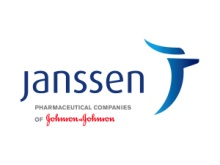 janssen
PHARMACEUTICAL COMPANIES
OF Johnson & Johnson